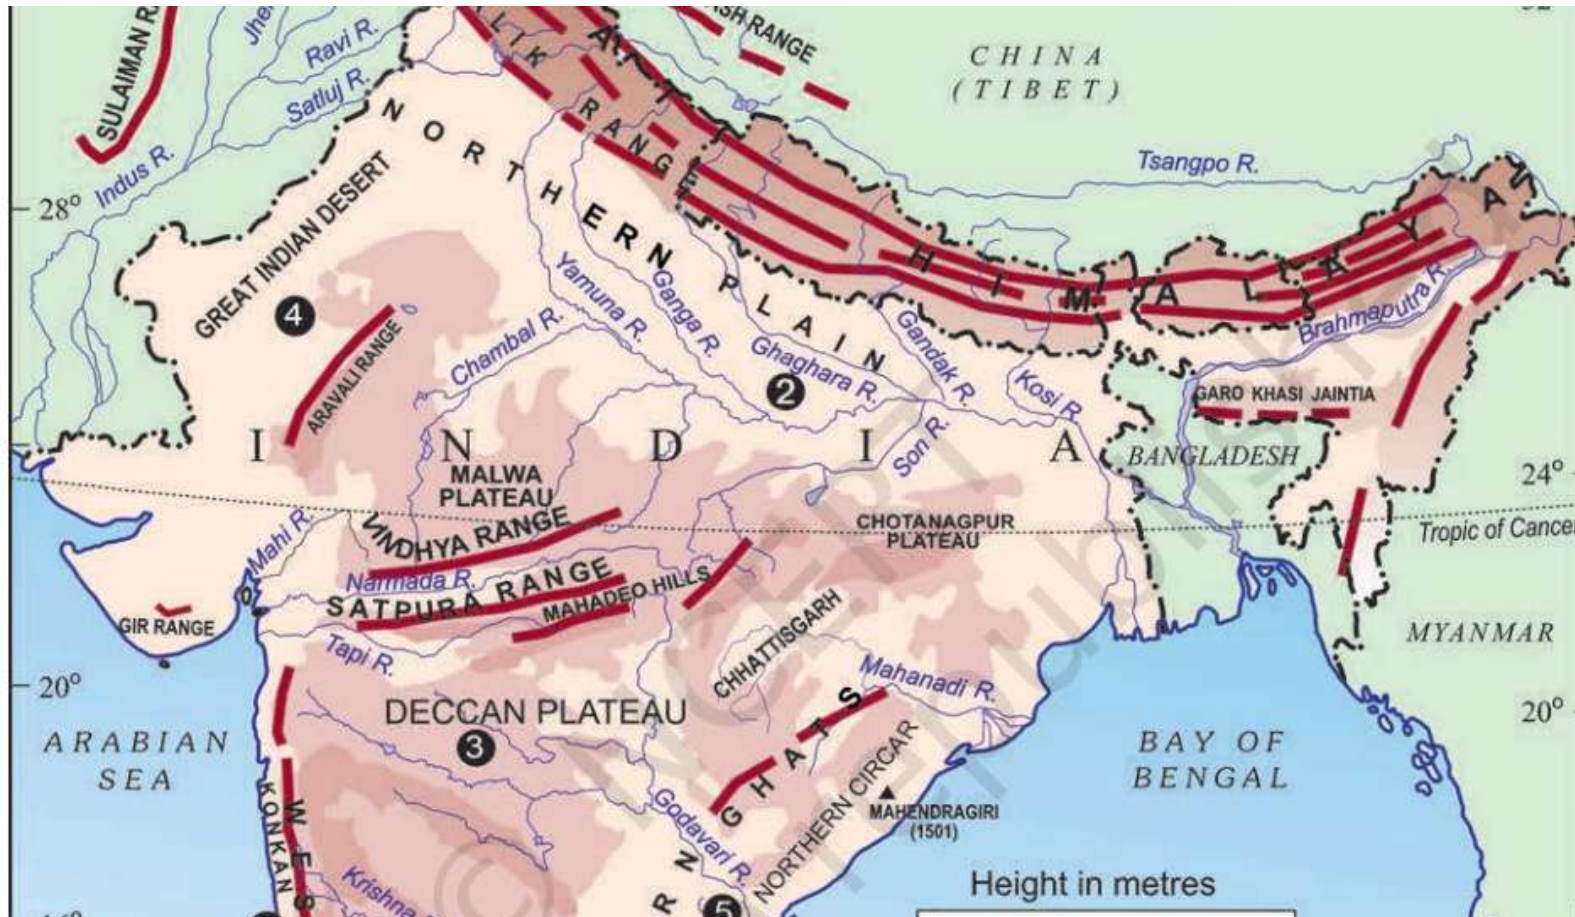 SULAIMAN
Ravi R.
Satluj R.
Indus R.
RANGE
CHINA
(TIBET)
Tsangpo R.
28°
NORTHERN PLAIN
GREAT INDIAN DESERT
4
ARAVALI RANGE
Chambal R.
Yamuna R.
Ganga R.
Ghaghara R.
2
Gandak R.
Kosi R.
Son R.
HIMALAYA
RANGE
Brahmaputra R.
GARO KHASI JAINTIA
BANGLADESH
INDIA
24°
Tropic of Cancer
MALWA
PLATEAU
VINDHYA RANGE
Mahi R.
Narmada R.
SATPURA RANGE
MAHADEO HILLS
CHOTANAGPUR
PLATEAU
GIR RANGE
Tapi R.
CHHATTISGARH
Mahanadi R.
MYANMAR
20°
20°
DECCAN PLATEAU
3
ARABIAN
SEA
BAY OF
BENGAL
GHATS
NORTHERN CIRCAR
MAHENDRAGIRI
(1501)
Godavari R.
KONKAN
WES
RN
Krishna
5
Height in metres
© NCERT